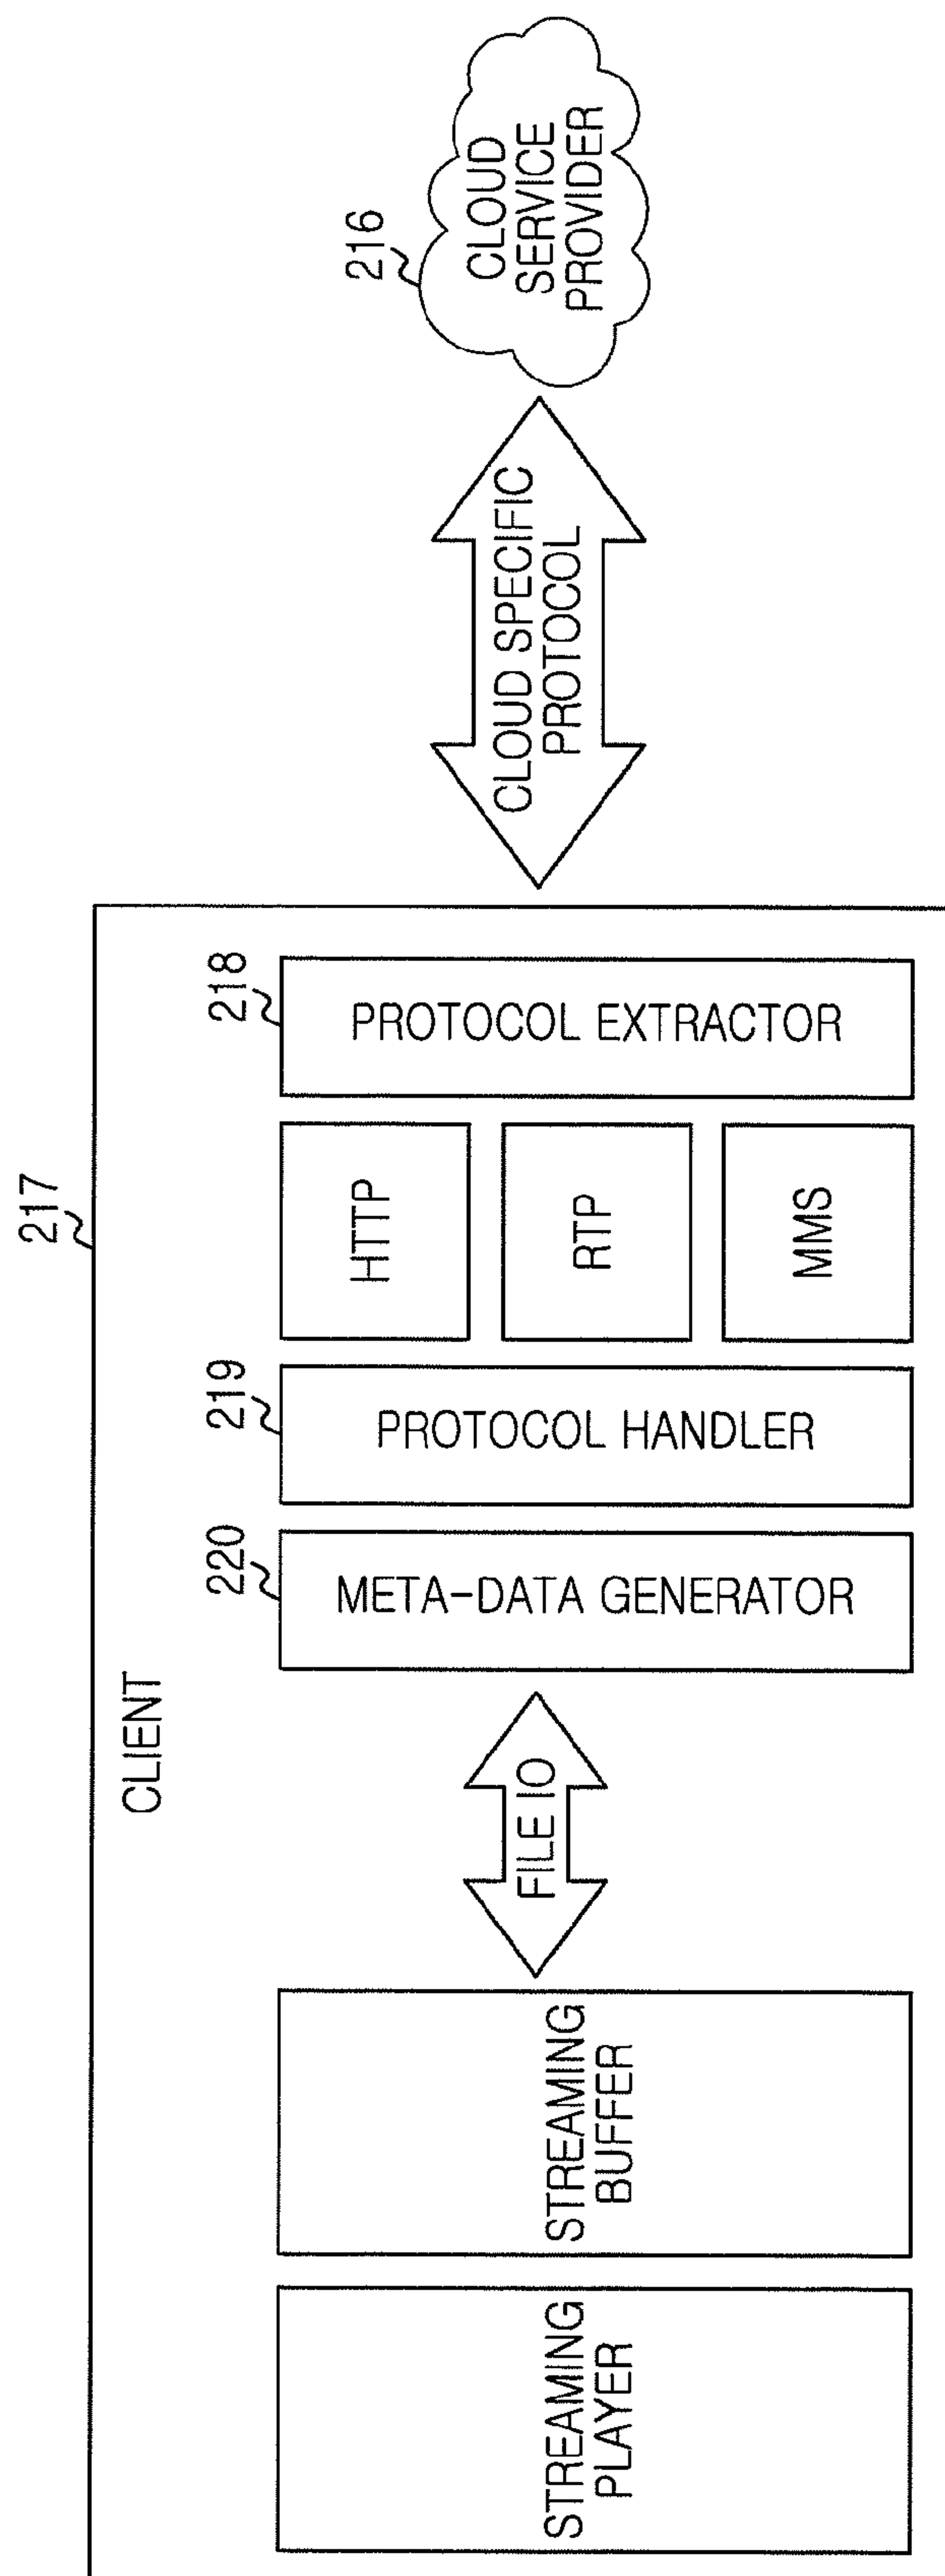 217
CLIENT
STREAMING
PLAYER
STREAMING
BUFFER
FILE IO
220
META-DATA GENERATOR
219
PROTOCOL HANDLER
HTTP
RTP
MMS
218
PROTOCOL EXTRACTOR
CLOUD SPECIFIC
PROTOCOL
216
CLOUD
SERVICE
PROVIDER